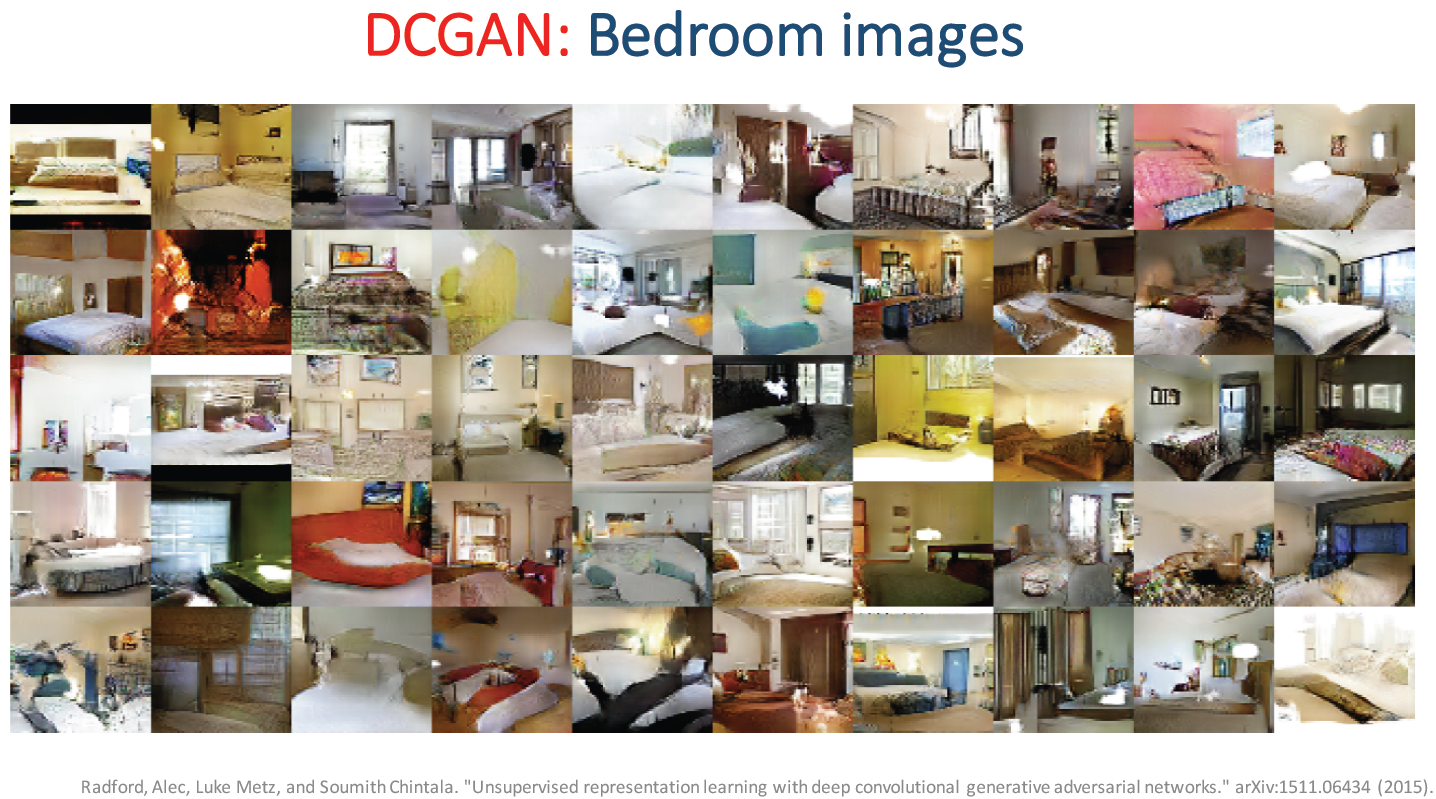 DCGAN: Bedroom images
Radford, Alec, Luke Metz, and Soumith Chintala. "Unsupervised representation learning with deep convolutional generative adversarial networks." arXiv:1511.06434 (2015).